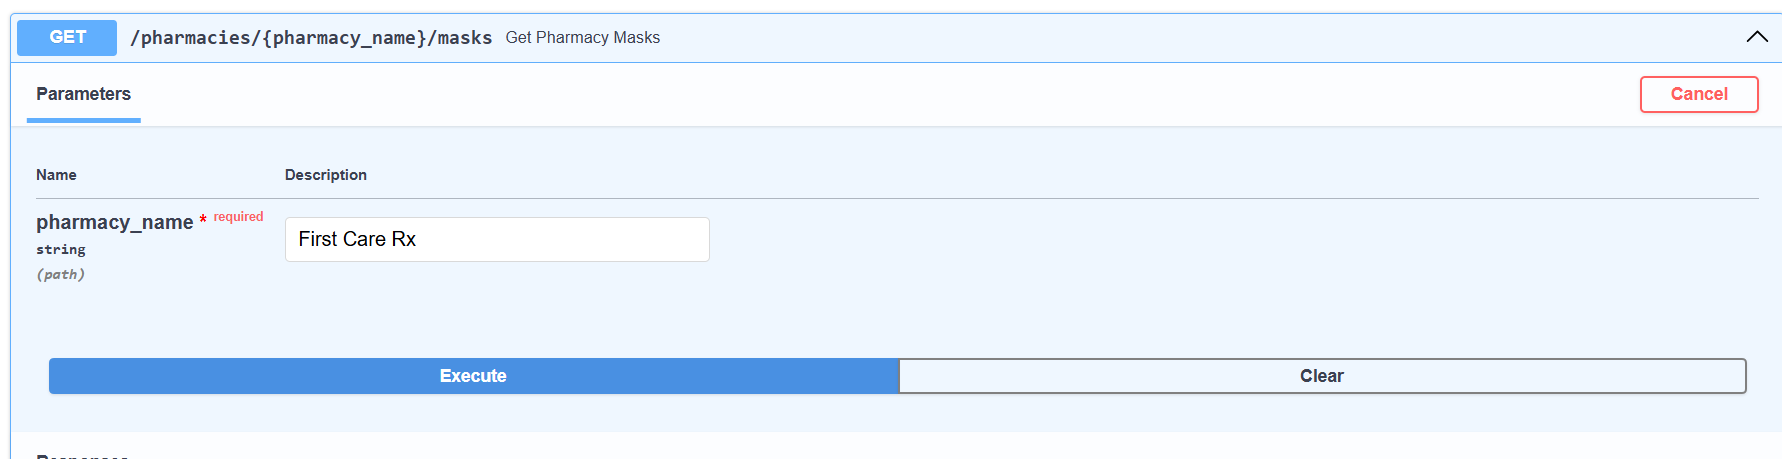 GET /pharmacies/{pharmacy_name}/masks Get Pharmacy Masks
Parameters
Cancel
Name Description
pharmacy_name * required
string
(path)
First Care Rx
Execute Clear